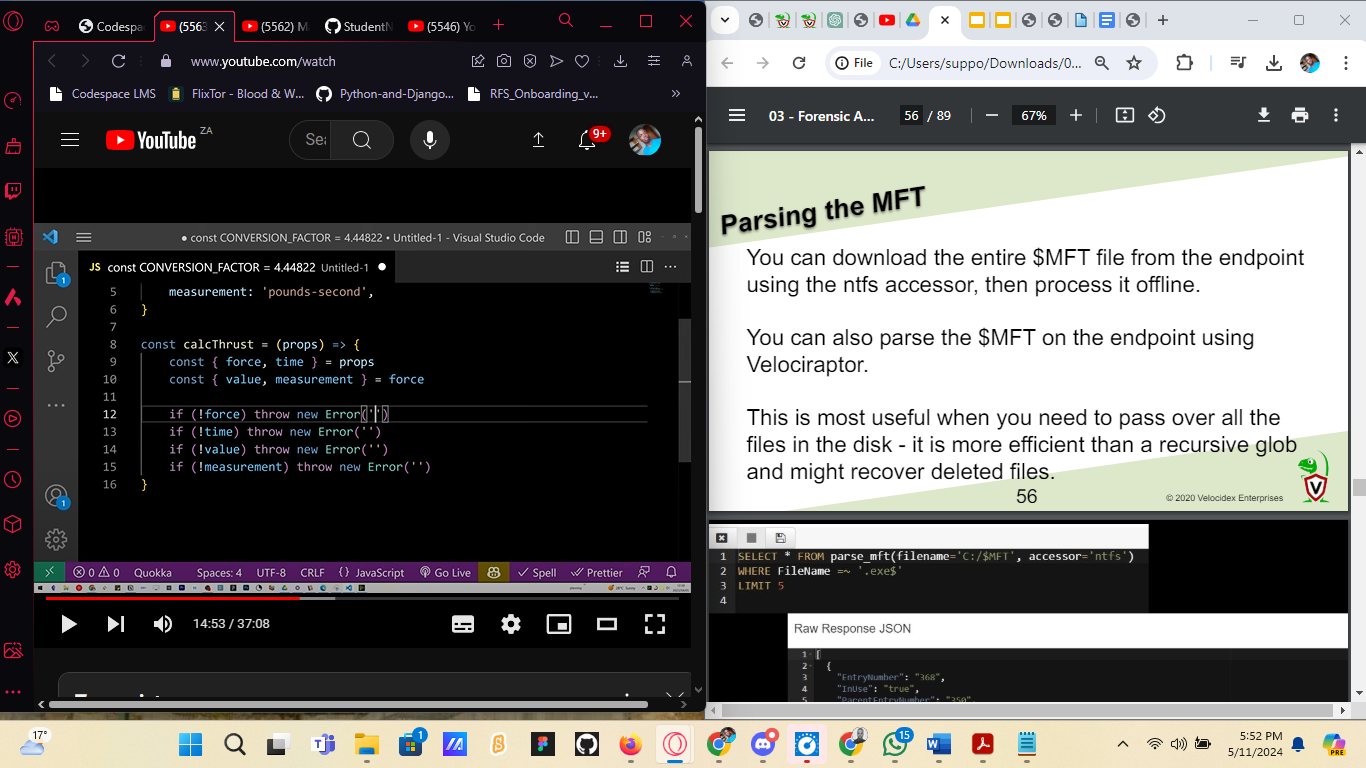 Codespa
(5563
(5562) M
StudentN
(5546) Yo
www.youtube.com/watch
Codespace LMS
FlixTor - Blood & W...
Python-and-Django...
RFS_Onboarding_v...
»
YouTube
ZA
Sea
9+
● const CONVERSION_FACTOR = 4.44822 • Untitled-1 - Visual Studio Code
JS const CONVERSION_FACTOR = 4.44822 Untitled-1 ●
5 measurement: 'pounds-second',
6 }
7
8 const calcThrust = (props) => {
9 const { force, time } = props
10 const { value, measurement } = force
11
12 if (!force) throw new Error('')
13 if (!time) throw new Error('')
14 if (!value) throw new Error('')
15 if (!measurement) throw new Error('')
16 }
1
1
0 0 Quokka Spaces: 4 UTF-8 CRLF {} JavaScript Go Live Spell Prettier
14:53 / 37:08
File C:/Users/suppo/Downloads/0...
03 - Forensic A... 56 / 89 — 67% +
Parsing the MFT
You can download the entire $MFT file from the endpoint
using the ntfs accessor, then process it offline.
You can also parse the $MFT on the endpoint using
Velociraptor.
This is most useful when you need to pass over all the
files in the disk - it is more efficient than a recursive glob
and might recover deleted files.
56
© 2020 Velocidex Enterprises
V
1 SELECT * FROM parse_mft(filename='C:/$MFT', accessor='ntfs')
2 WHERE FileName =~ '.exe$'
3 LIMIT 5
4
Raw Response JSON
1 [
2 {
3 "EntryNumber": "368",
4 "InUse": "true",
5 "ParentEntryNumber": "350",
17°
1
15
5:52 PM
5/11/2024
PRE